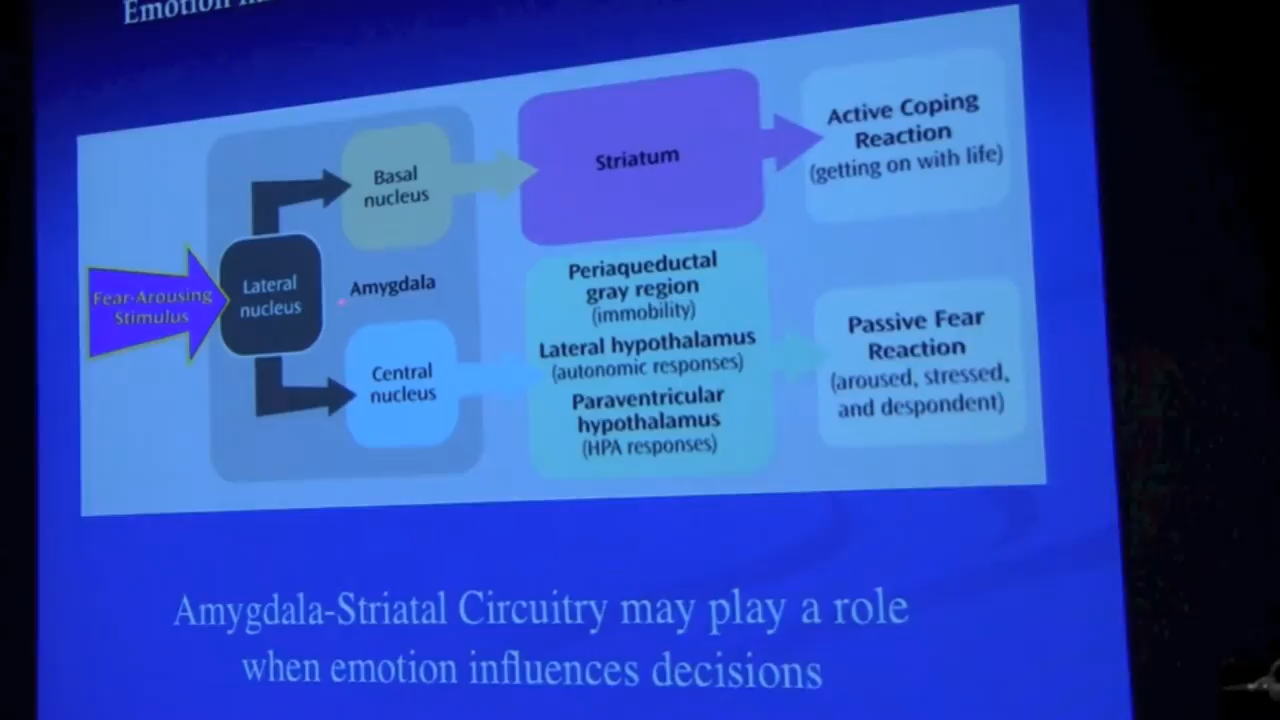 Emotion
Basal
nucleus
Striatum
Active Coping
Reaction
(getting on with life)
Fear-Arousing
Stimulus
Lateral
nucleus
Amygdala
Central
nucleus
Periaqueductal
gray region
(immobility)
Lateral hypothalamus
(autonomic responses)
Paraventricular
hypothalamus
(HPA responses)
Passive Fear
Reaction
(aroused, stressed,
and despondent)
Amygdala-Striatal Circuitry may play a role
when emotion influences decisions